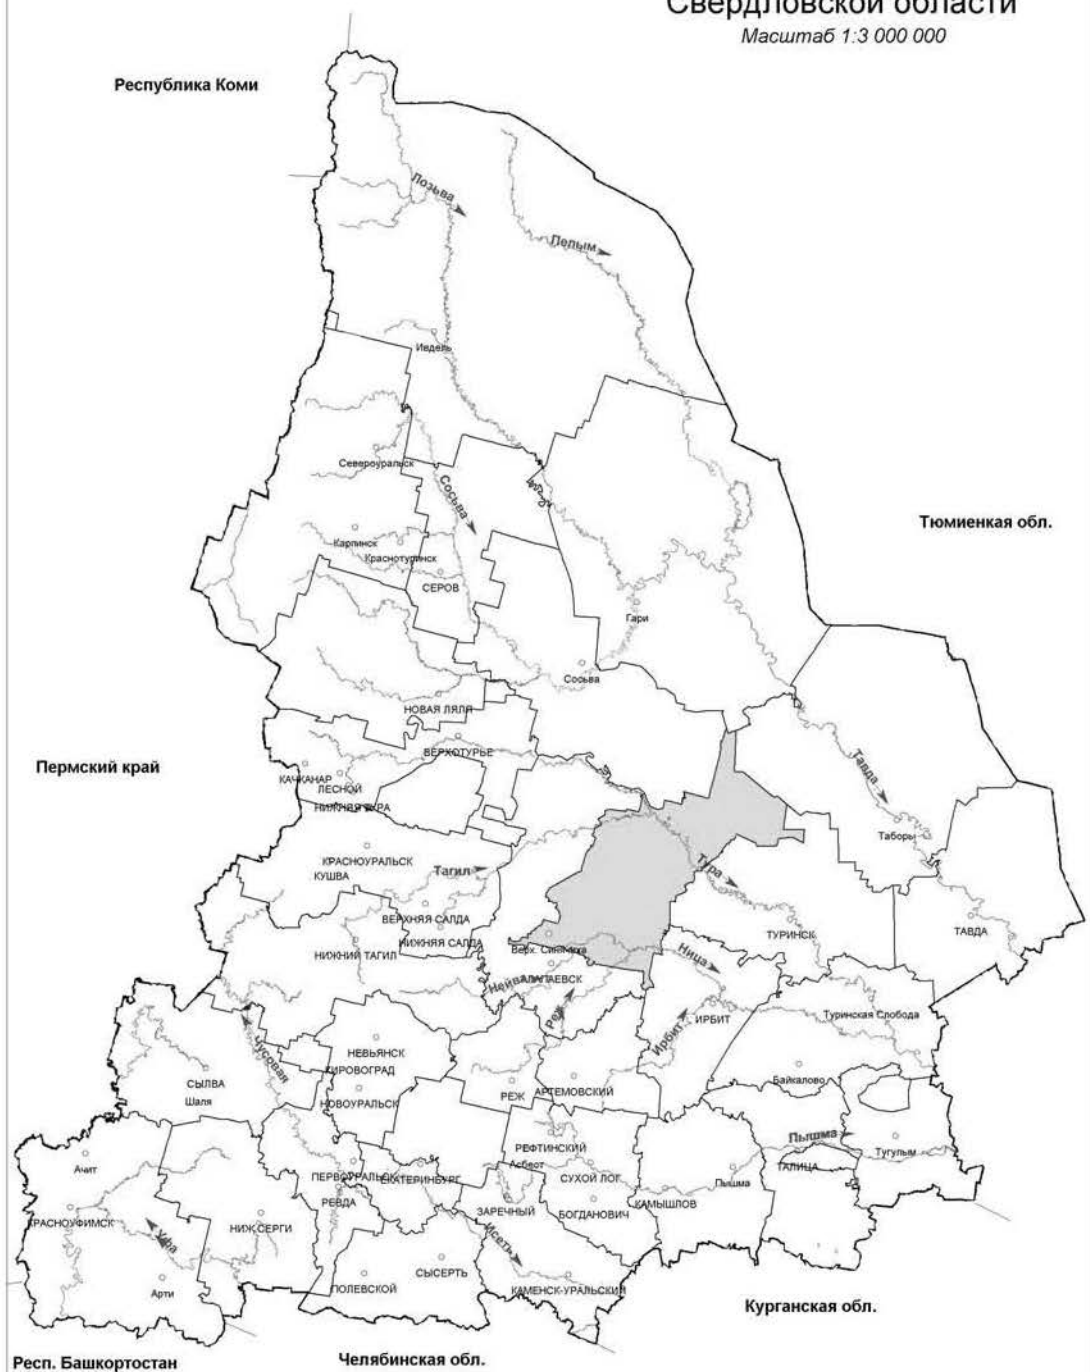 Свердловской области
Масштаб 1:3 000 000
Республика Коми
Лозьва
Пелым
Ивдель
Североуральск
Сосьва
Тюмиенкая обл.
Карпинск
Краснотуринск
СЕРОВ
Гари
Сосьва
НОВАЯ ЛЯЛЯ
ВЕРХОТУРЬЕ
Пермский край
КАЧКАНАР
ЛЕСНОЙ
НИЖНЯЯ ТУРА
Тавда
Таборы
КРАСНОУРАЛЬСК
КУШВА
Тагил
Тура
ВЕРХНЯЯ САЛДА
НИЖНЯЯ САЛДА
НИЖНИЙ ТАГИЛ
Верх. Синячиха
ТУРИНСК
ТАВДА
Ница
Нейва
АЛАПАЕВСК
Реж
Ирбит
ИРБИТ
Туринская Слобода
Чусовая
НЕВЬЯНСК
КИРОВОГРАД
СЫЛВА
Шаля
НОВОУРАЛЬСК
РЕЖ
АРТЕМОВСКИЙ
Байкалово
Пышма
Тугулым
Ачит
ПЕРВОУРАЛЬСК
ЕКАТЕРИНБУРГ
РЕФТИНСКИЙ
Асбест
СУХОЙ ЛОГ
Пышма
ТАЛИЦА
КРАСНОУФИМСК
РЕВДА
ЗАРЕЧНЫЙ
БОГДАНОВИЧ
КАМЫШЛОВ
Уфа
НИЖ.СЕРГИ
Исеть
Арти
ПОЛЕВСКОЙ
СЫСЕРТЬ
КАМЕНСК-УРАЛЬСКИЙ
Курганская обл.
Респ. Башкортостан
Челябинская обл.